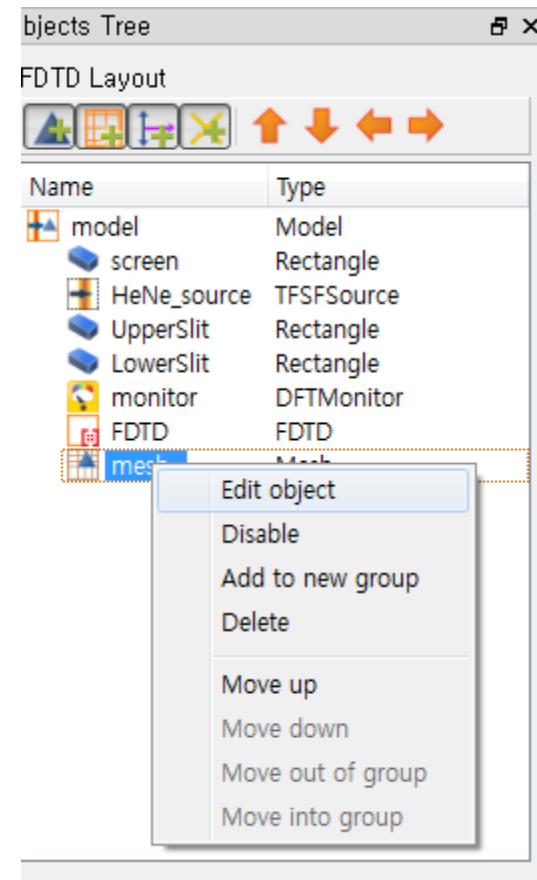 bjects Tree
FDTD Layout
Name Type
model Model
screen Rectangle
HeNe_source TFSFSource
UpperSlit Rectangle
LowerSlit Rectangle
monitor DFTMonitor
FDTD FDTD
mesh Mesh
Edit object
Disable
Add to new group
Delete
Move up
Move down
Move out of group
Move into group